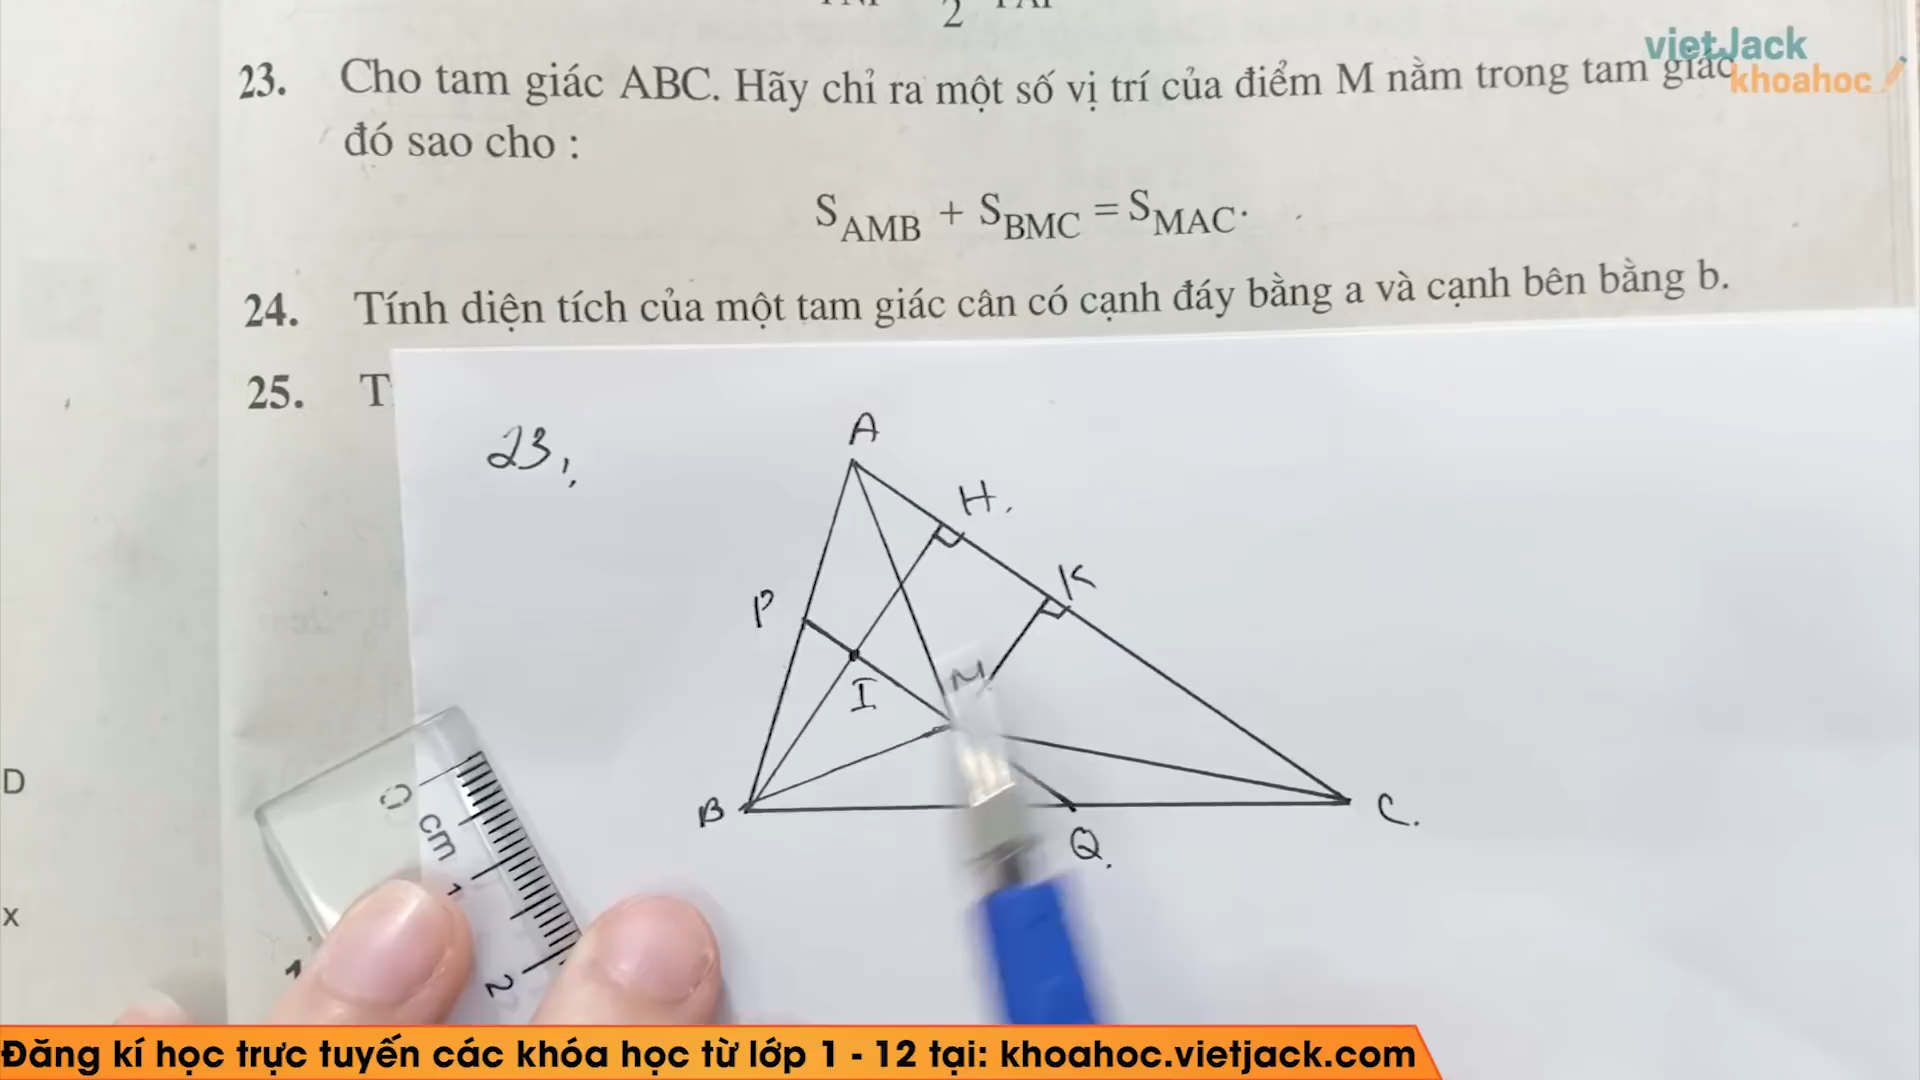 2
vietJack
khoahoc
23. Cho tam giác ABC. Hãy chỉ ra một số vị trí của điểm M nằm trong tam giác
đó sao cho :
S_AMB + S_BMC = S_MAC.
24. Tính diện tích của một tam giác cân có cạnh đáy bằng a và cạnh bên bằng b.
25. T
23,
A
H.
K
P
M
I
B
C.
Q.
D
x
0 cm 1 2
Đăng kí học trực tuyến các khóa học từ lớp 1 - 12 tại: khoahoc.vietjack.com